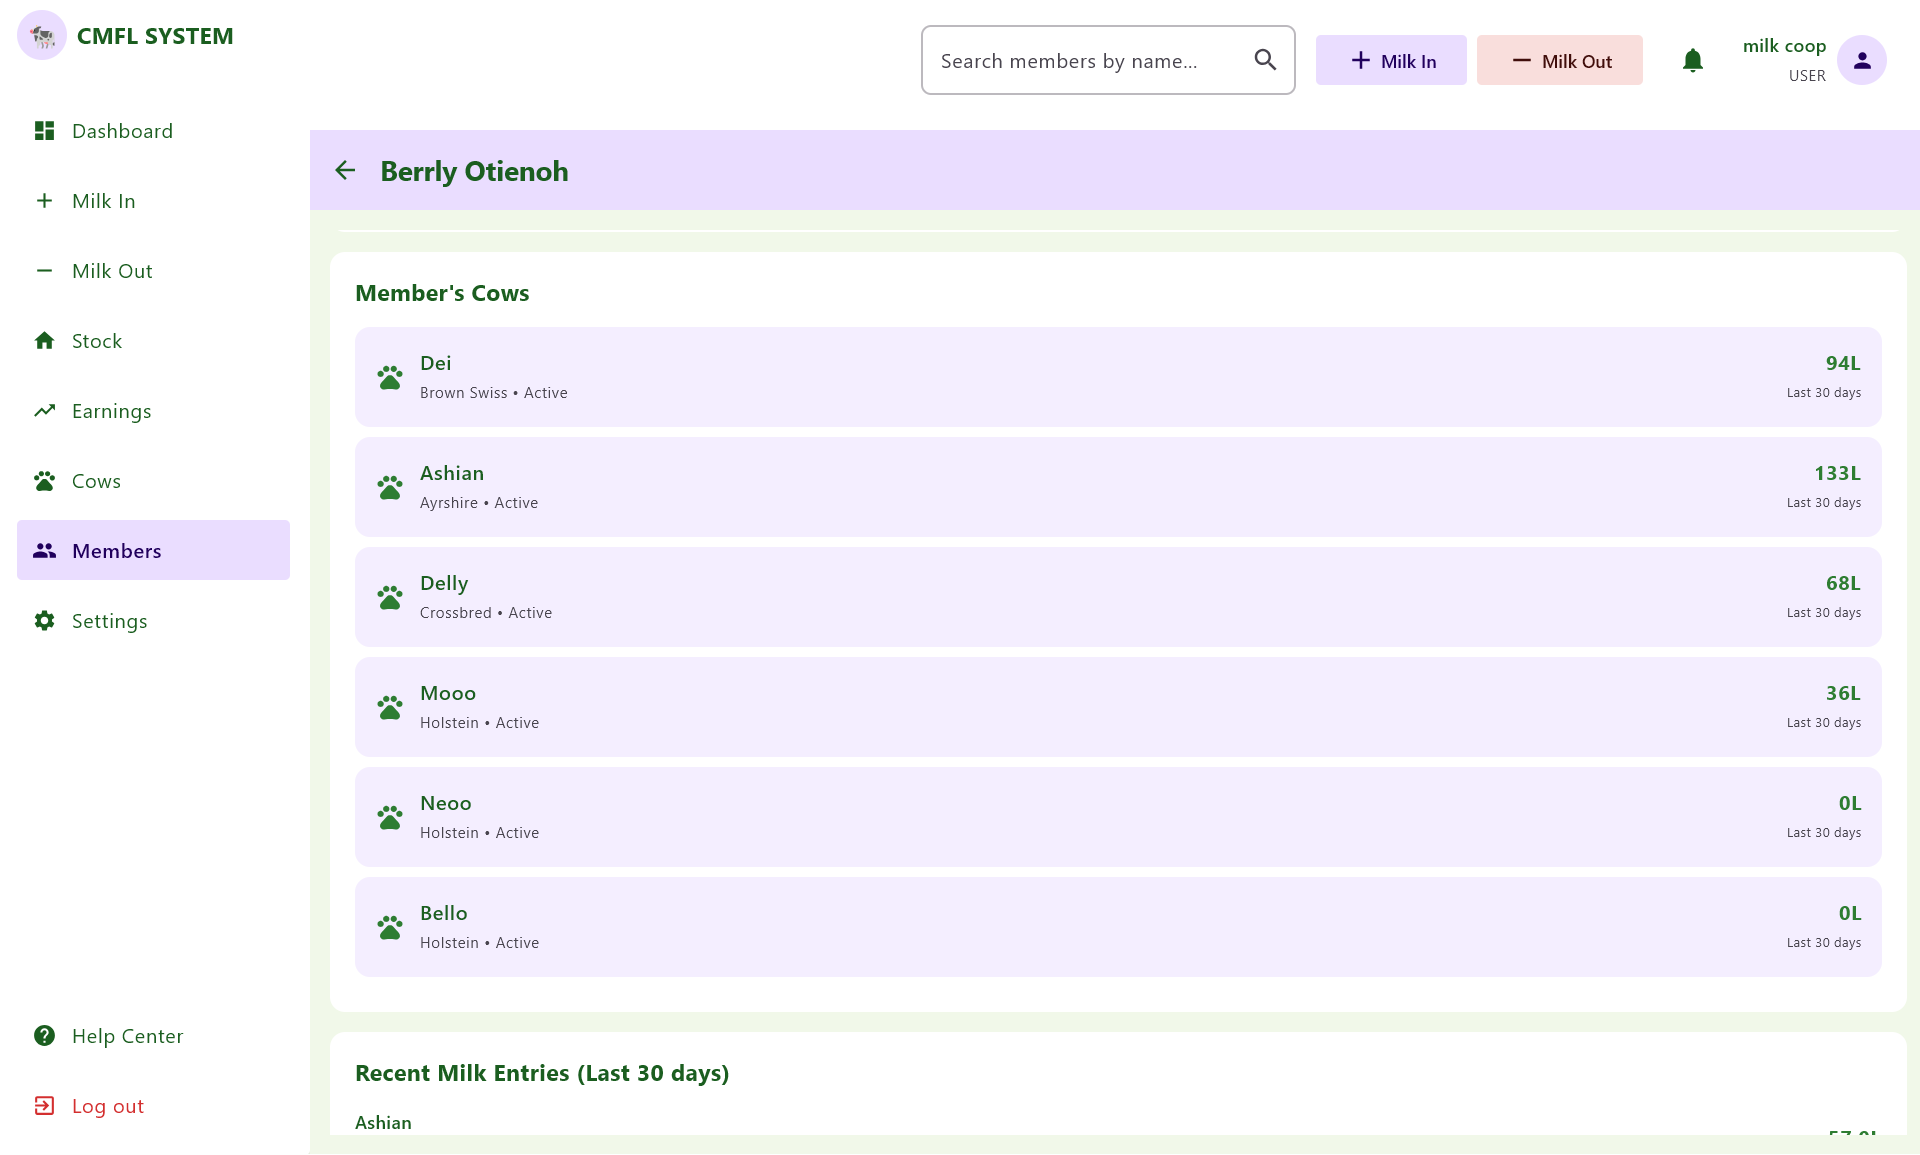 CMFL SYSTEM
Search members by name...
Milk In
Milk Out
milk coop
USER
Dashboard
Milk In
Milk Out
Stock
Earnings
Cows
Members
Settings
Help Center
Log out
Berrly Otienoh
Member's Cows
Dei
Brown Swiss • Active
94L
Last 30 days
Ashian
Ayrshire • Active
133L
Last 30 days
Delly
Crossbred • Active
68L
Last 30 days
Mooo
Holstein • Active
36L
Last 30 days
Neoo
Holstein • Active
0L
Last 30 days
Bello
Holstein • Active
0L
Last 30 days
Recent Milk Entries (Last 30 days)
Ashian